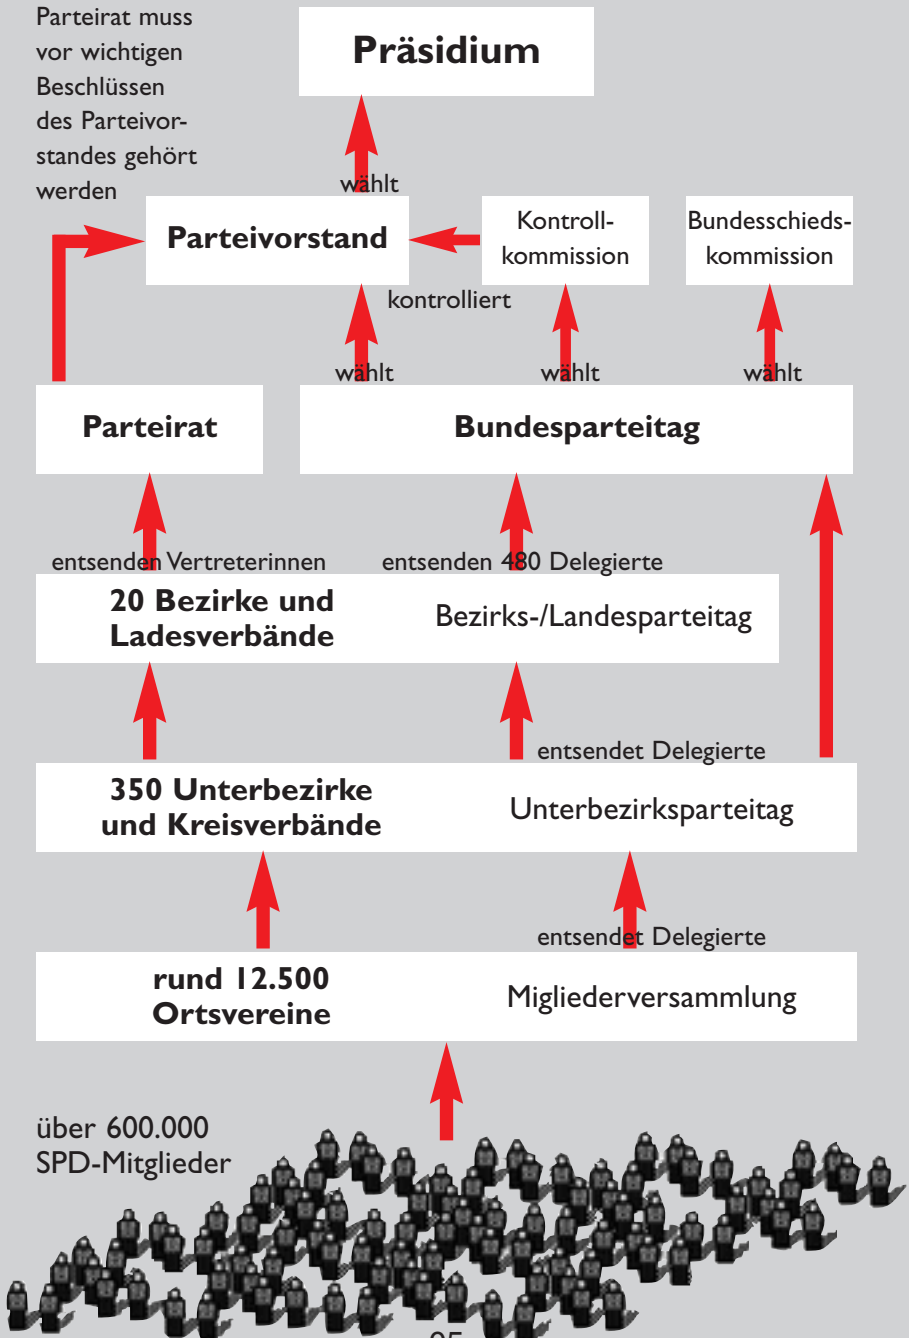 Parteirat muss
vor wichtigen
Beschlüssen
des Parteivor-
standes gehört
werden
Präsidium
wählt
Parteivorstand
Kontroll-
kommission
Bundesschieds-
kommission
kontrolliert
wählt
wählt
wählt
Parteirat
Bundesparteitag
entsenden Vertreterinnen
entsenden 480 Delegierte
20 Bezirke und
Ladesverbände
Bezirks-/Landesparteitag
entsendet Delegierte
350 Unterbezirke
und Kreisverbände
Unterbezirksparteitag
entsendet Delegierte
rund 12.500
Ortsvereine
Migliederversammlung
über 600.000
SPD-Mitglieder